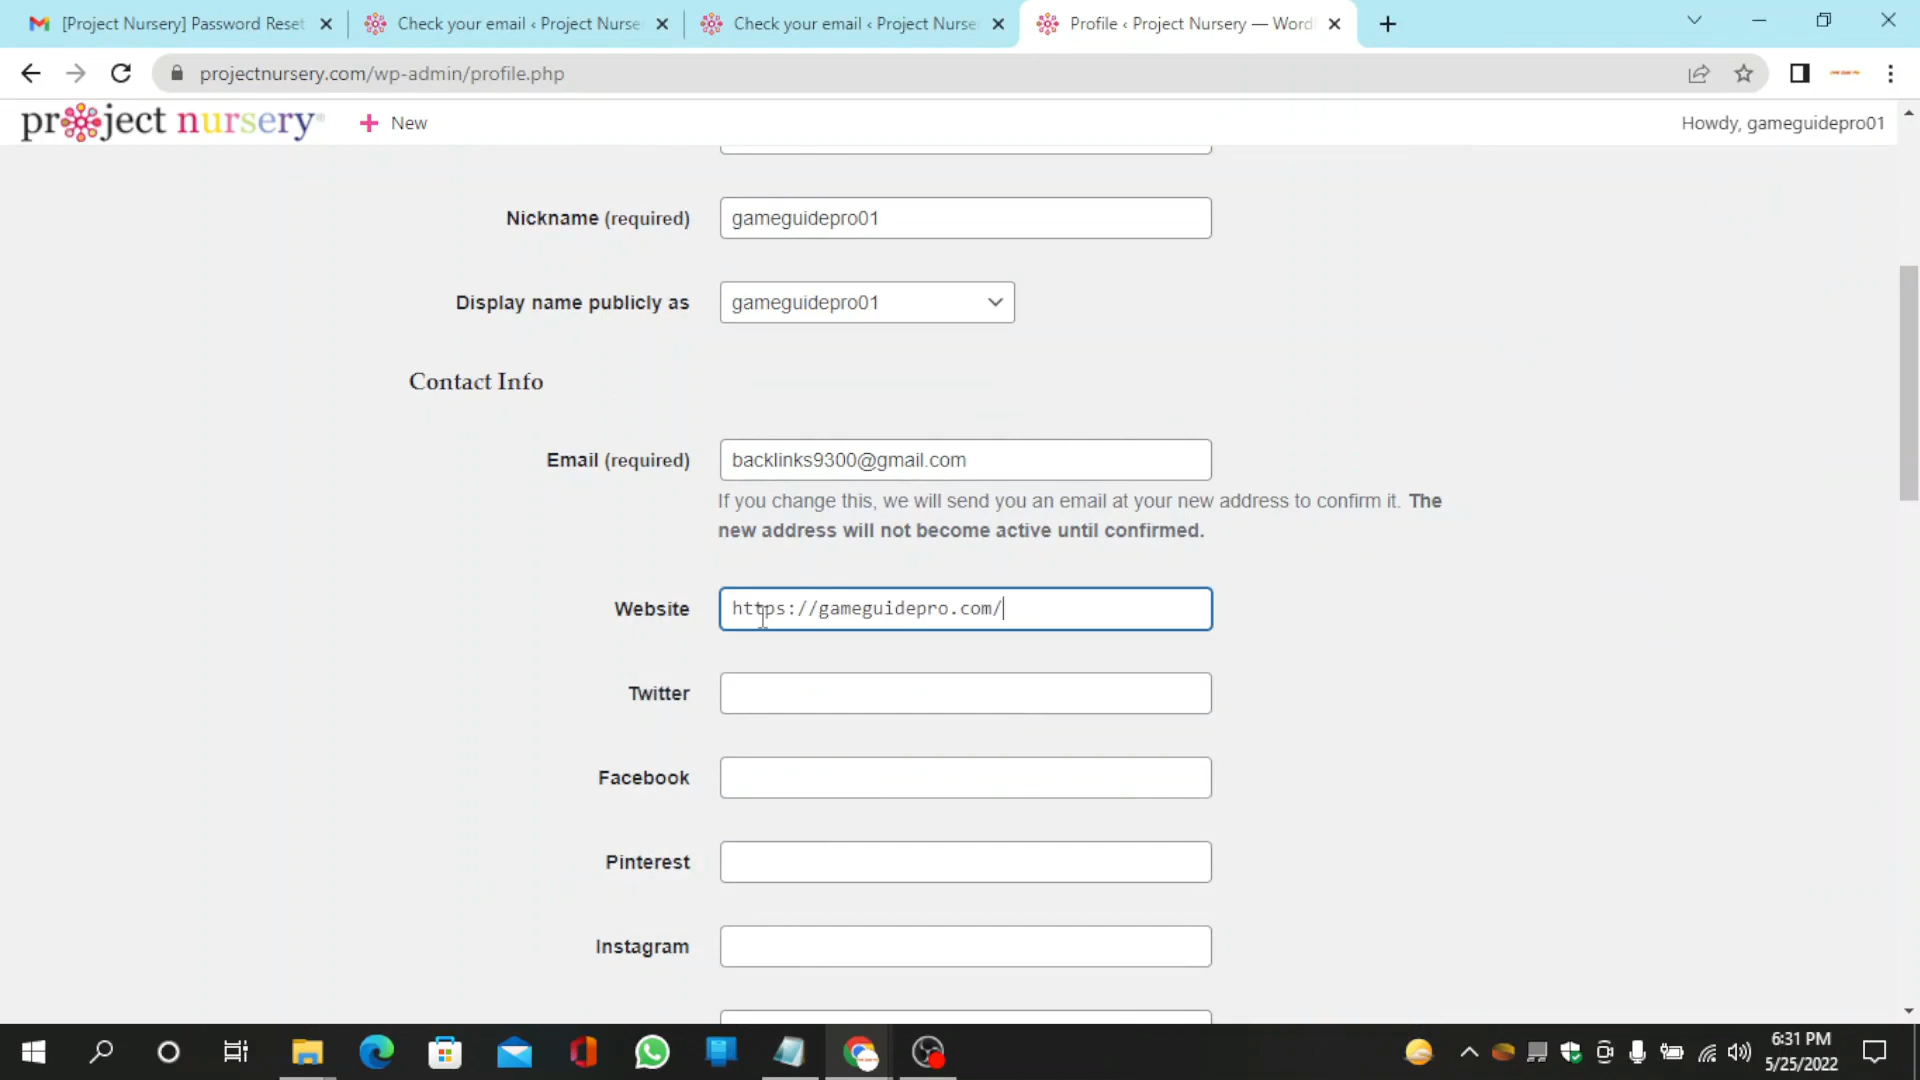 [Project Nursery] Password Reset
Check your email ‹ Project Nurse
Check your email ‹ Project Nurse
Profile ‹ Project Nursery — Word
projectnursery.com/wp-admin/profile.php
project nursery
New
Howdy, gameguidepro01
Nickname (required)
gameguidepro01
Display name publicly as
gameguidepro01
Contact Info
Email (required)
backlinks9300@gmail.com
If you change this, we will send you an email at your new address to confirm it. The
new address will not become active until confirmed.
Website
https://gameguidepro.com/
Twitter
Facebook
Pinterest
Instagram
6:31 PM
5/25/2022